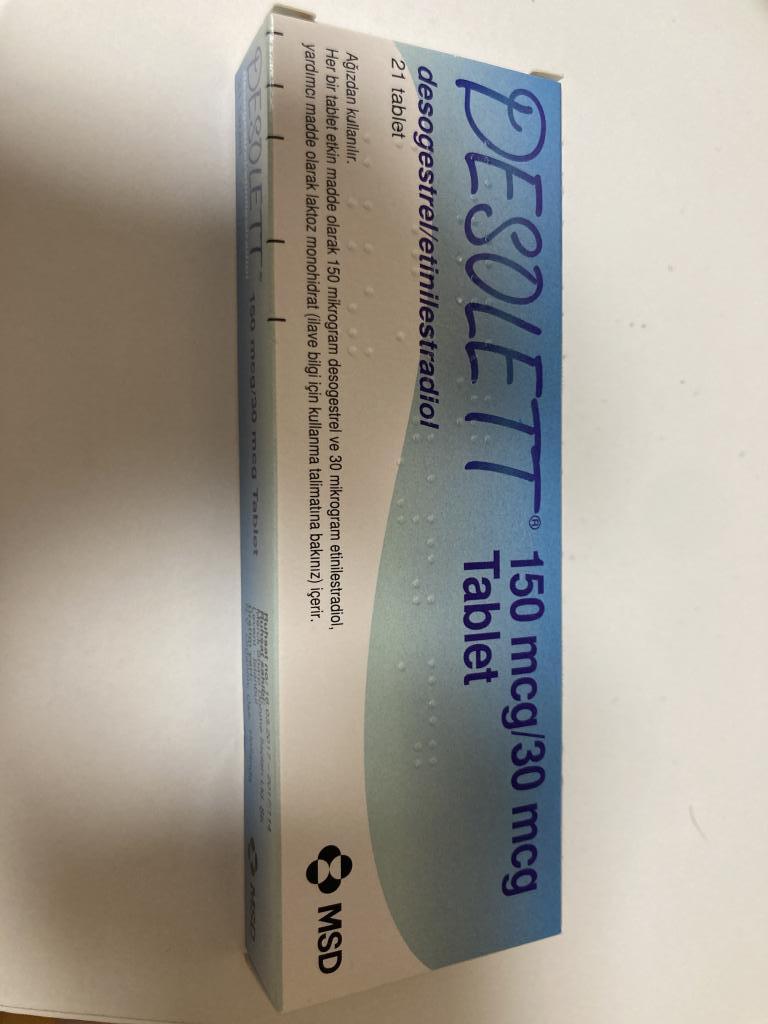 DESOLETT® 150 mcg/30 mcg
Tablet
desogestrel/etinilestradiol
21 tablet
Ağızdan kullanılır.
Her bir tablet etkin madde olarak 150 mikrogram desogestrel ve 30 mikrogram etinilestradiol,
yardımcı madde olarak laktoz monohidrat (ilave bilgi için kullanma talimatına bakınız) içerir.
MSD
DESOLETT 150 mcg/30 mcg Tablet
MSD